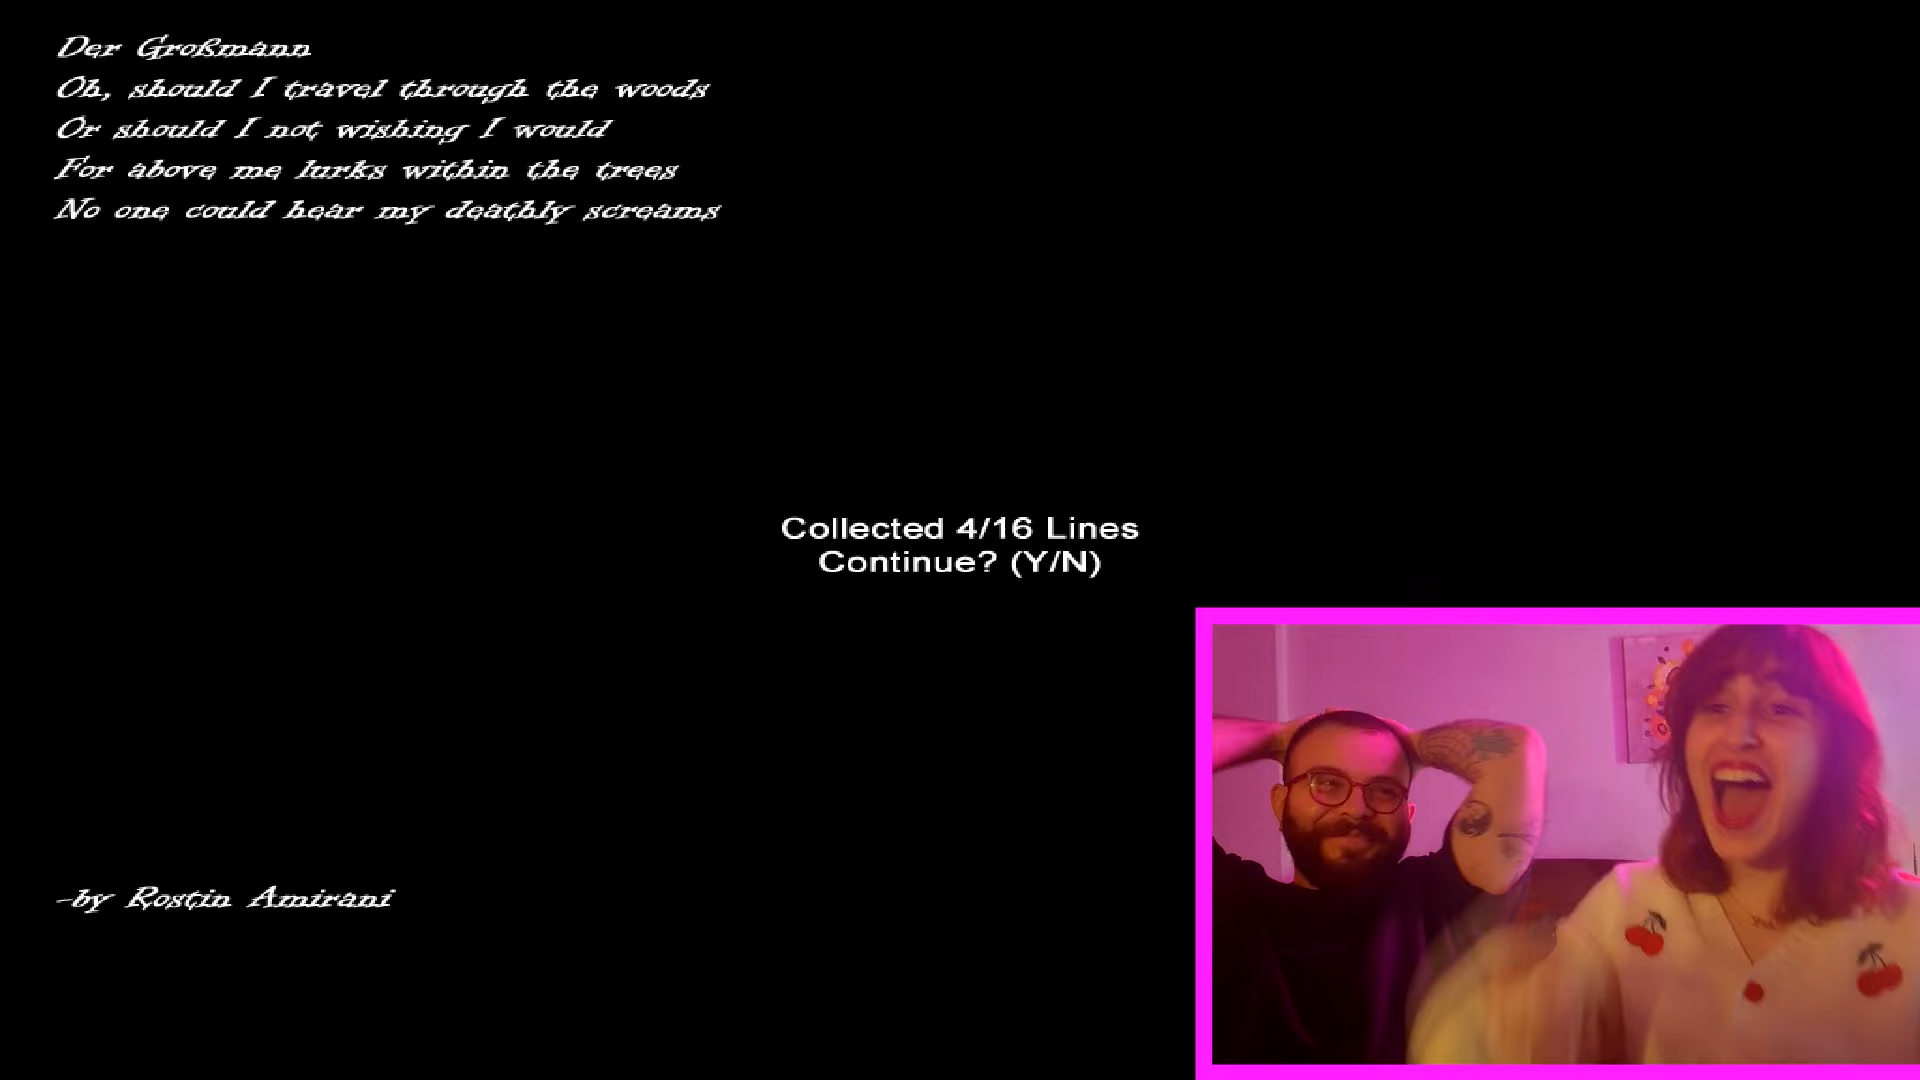 Der Großmann
Oh, should I travel through the woods
Or should I not wishing I would
For above me lurks within the trees
No one could hear my deathly screams
Collected 4/16 Lines
Continue? (Y/N)
-by Rostin Amirani